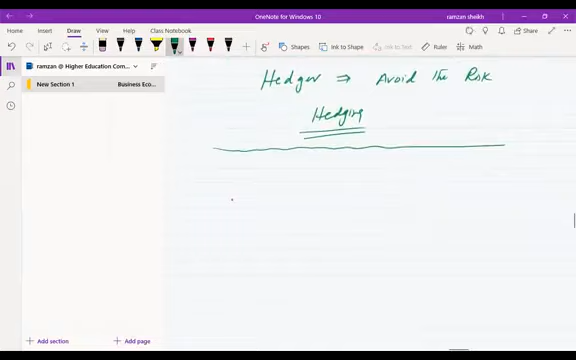 OneNote for Windows 10
ramzan sheikh
Home Insert Draw View Help Class Notebook
Share
Shapes Ink to Shape Ink to Text Ruler Math
ramzan @ Higher Education Com...
New Section 1
Business Eco...
Hedger ⇒ Avoid the Risk
Hedging
+ Add section + Add page